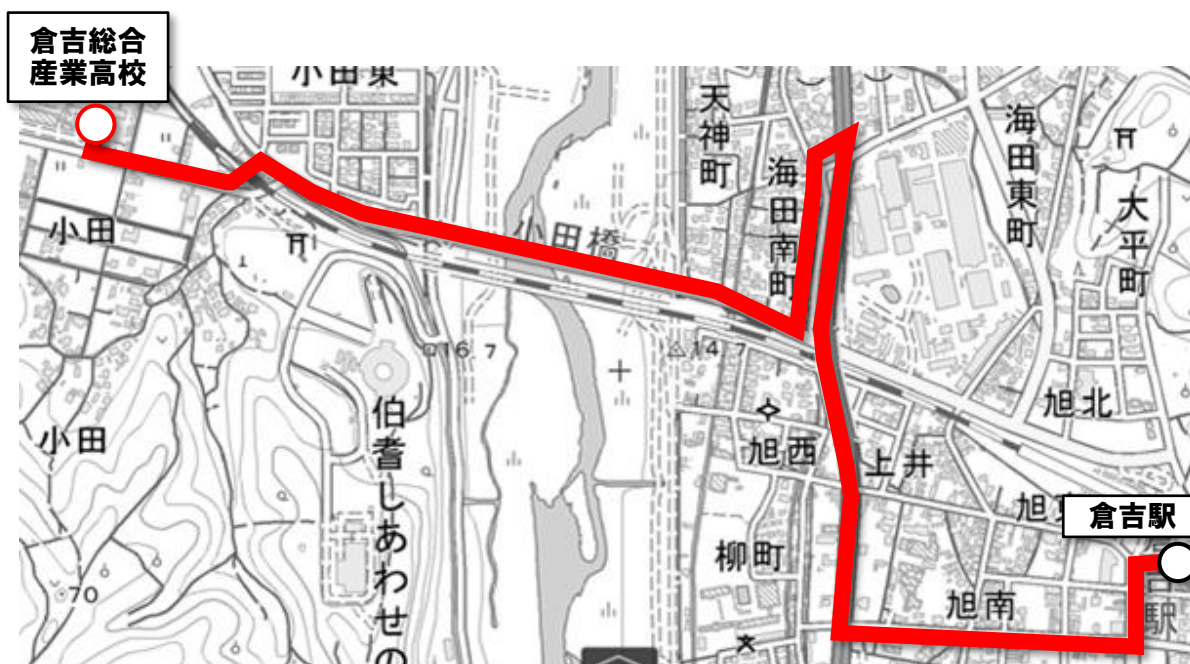 倉吉総合
産業高校
小田東
天神町
海田南町
海田東町
大平町
小田
小田橋
16.7
14.7
旭北
小田
伯耆しあわせの
旭西
上井
倉吉駅
柳町
旭南
70